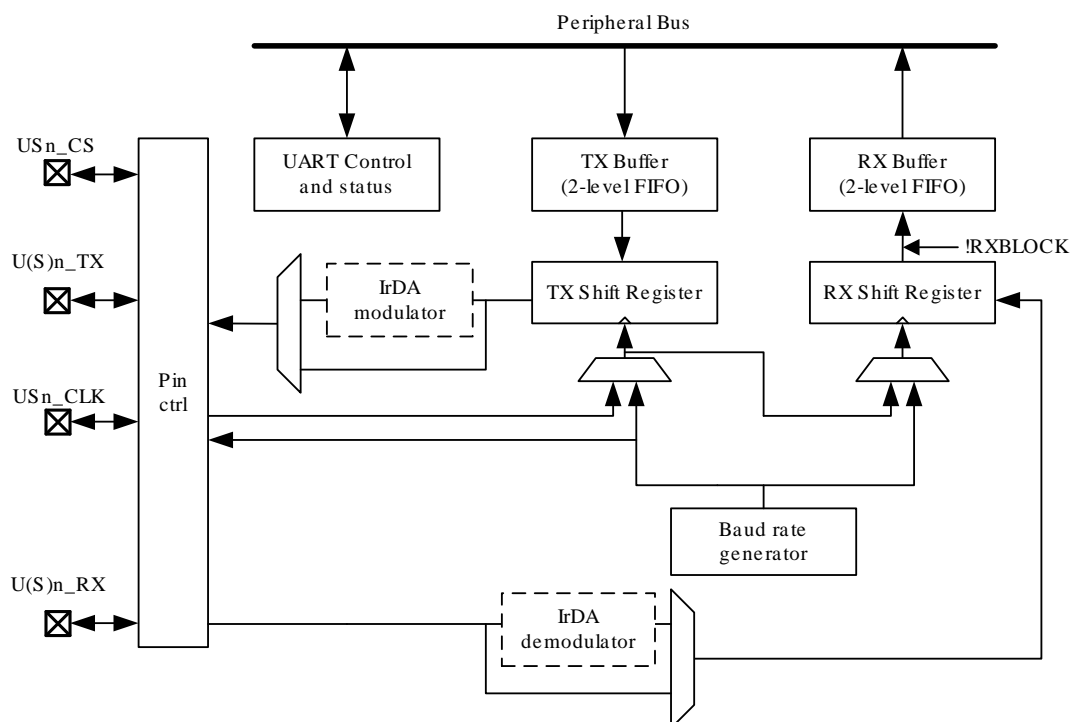 Peripheral Bus
USn_CS
UART Control
and status
TX Buffer
(2-level FIFO)
RX Buffer
(2-level FIFO)
!RXBLOCK
U(S)n_TX
IrDA
modulator
TX Shift Register
RX Shift Register
Pin
ctrl
USn_CLK
Baud rate
generator
U(S)n_RX
IrDA
demodulator